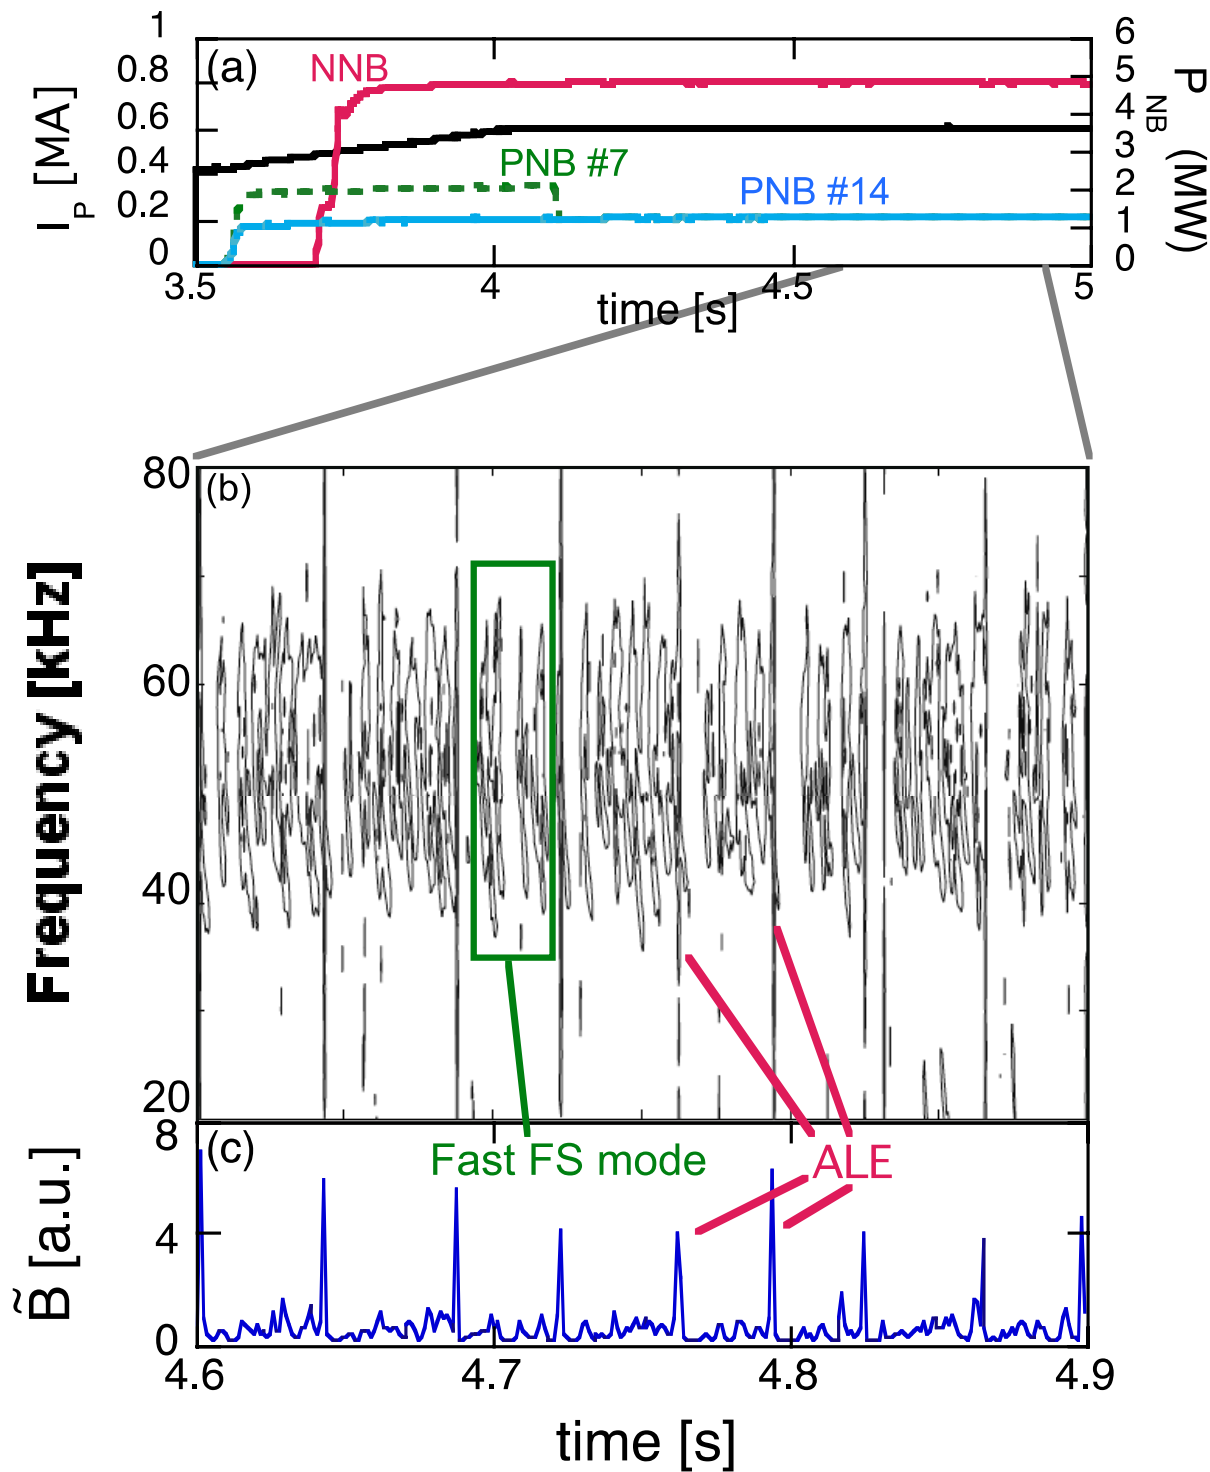 1
0.8
0.6
0.4
0.2
0
I_P [MA]
(a)
NNB
PNB #7
PNB #14
6
5
4
3
2
1
0
P_NB (MW)
3.5
4
4.5
5
time [s]
80
60
40
20
Frequency [kHz]
(b)
8
4
0
B̃ [a.u.]
(c)
Fast FS mode
ALE
4.6
4.7
4.8
4.9
time [s]